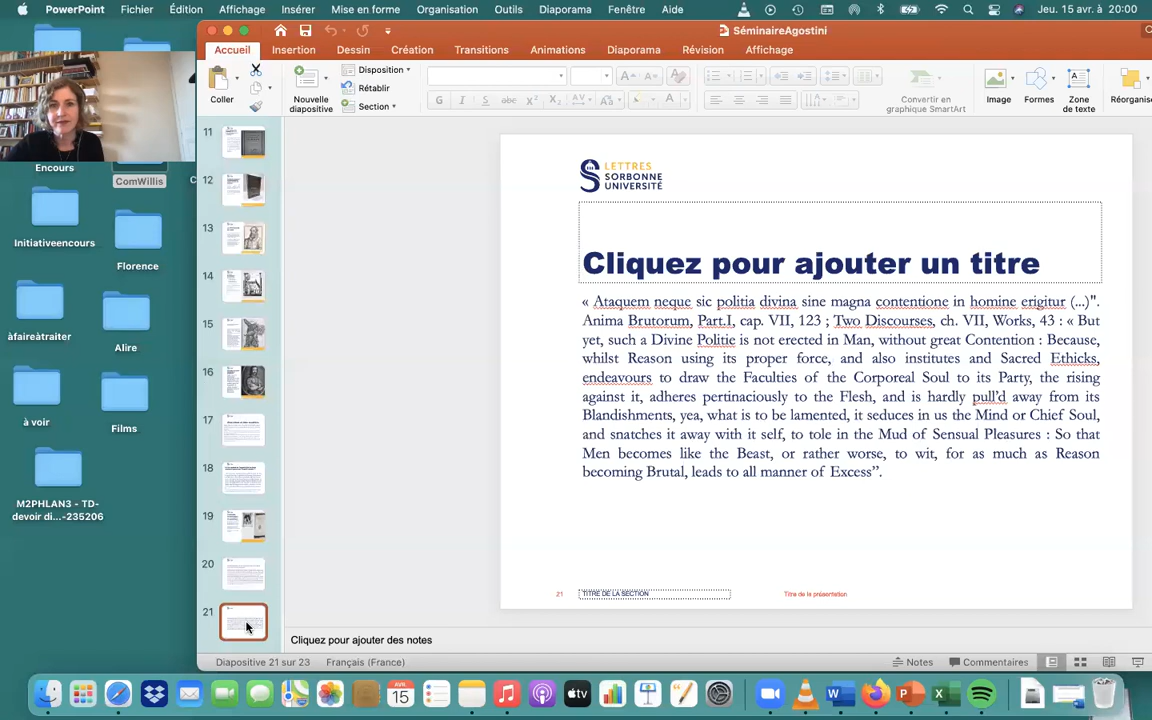 PowerPoint Fichier Édition Affichage Insérer Mise en forme Organisation Outils Diaporama Fenêtre Aide Jeu. 15 avr. à 20:00
SéminaireAgostini
Accueil Insertion Dessin Création Transitions Animations Diaporama Révision Affichage
Coller
Nouvelle
diapositive
Disposition
Rétablir
Section
G I S abc X² X₂ AV Aa A
Convertir en
graphique SmartArt
Image
Formes
Zone
de texte
Réorganise
Encours
ComWillis
Initiativeencours
Florence
àfaireàtraiter
Alire
à voir
Films
M2PHLAN3 - TD-
devoir di...-235206
11
12
13
14
15
16
17
18
19
20
21
LETTRES
SORBONNE
UNIVERSITÉ
Cliquez pour ajouter un titre
« Ataquem neque sic politia divina sine magna contentione in homine erigitur (...)".
Anima Brutorum, Part.I, cap. VII, 123 ; Two Discourses, ch. VII, Works, 43 : « But
yet, such a Divine Politie is not erected in Man, without great Contention : Because,
whilst Reason using its proper force, and also institutes and Sacred Ethicks,
endeavours to draw the Faculties of the Corporeal Soul to its Party, the rising
against it, adheres pertinaciously to the Flesh, and is hardly pull'd away from its
Blandishments, yea, what is to be lamented, it seduces in us the Mind or Chief Soul,
and snatches it away with it self, to tole in the Mud of Sensual Pleasures : So that
Men becomes like the Beast, or rather worse, to wit, for as much as Reason
becoming Brutal, leads to all manner of Excess”.
21 TITRE DE LA SECTION Titre de la présentation
Cliquez pour ajouter des notes
Diapositive 21 sur 23 Français (France) Notes Commentaires
AVR.
15
tv